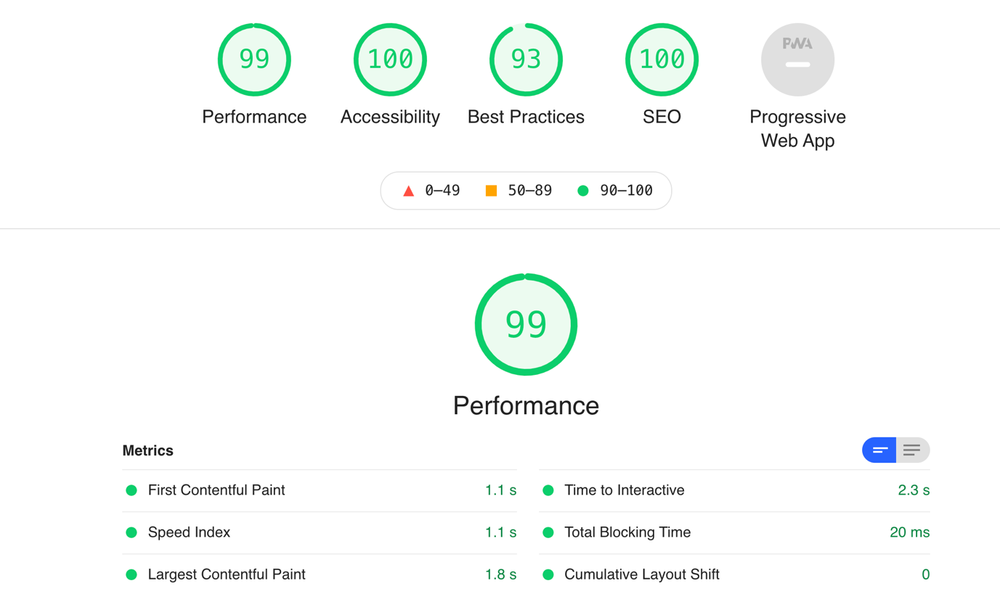 99 100 93 100 PWA
Performance Accessibility Best Practices SEO Progressive
Web App
0–49 50–89 90–100
99
Performance
Metrics
First Contentful Paint 1.1 s Time to Interactive 2.3 s
Speed Index 1.1 s Total Blocking Time 20 ms
Largest Contentful Paint 1.8 s Cumulative Layout Shift 0